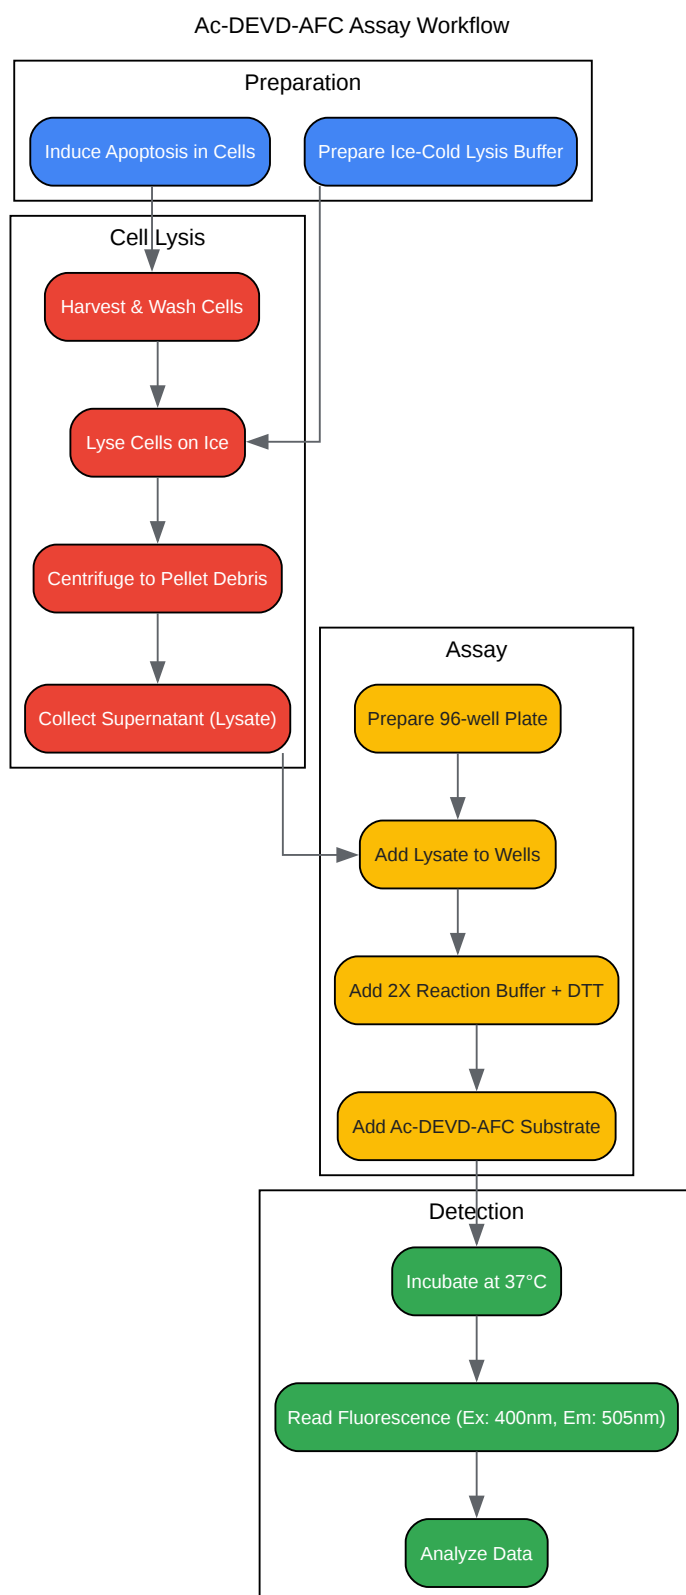 Ac-DEVD-AFC Assay Workflow
Preparation
Induce Apoptosis in Cells
Prepare Ice-Cold Lysis Buffer
Cell Lysis
Harvest & Wash Cells
Lyse Cells on Ice
Centrifuge to Pellet Debris
Collect Supernatant (Lysate)
Assay
Prepare 96-well Plate
Add Lysate to Wells
Add 2X Reaction Buffer + DTT
Add Ac-DEVD-AFC Substrate
Detection
Incubate at 37°C
Read Fluorescence (Ex: 400nm, Em: 505nm)
Analyze Data